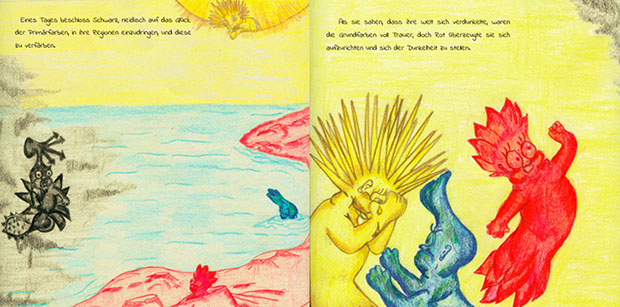 Eines Tages beschloss Schwarz, neidisch auf das Glück
der Primärfarben, in ihre Regionen einzudringen, und diese
zu verfärben.
Als sie sahen, dass ihre Welt sich verdunkelte, waren
die Grundfarben voll Trauer, doch Rot überzeugte sie sich
aufzurichten und sich der Dunkelheit zu stellen.